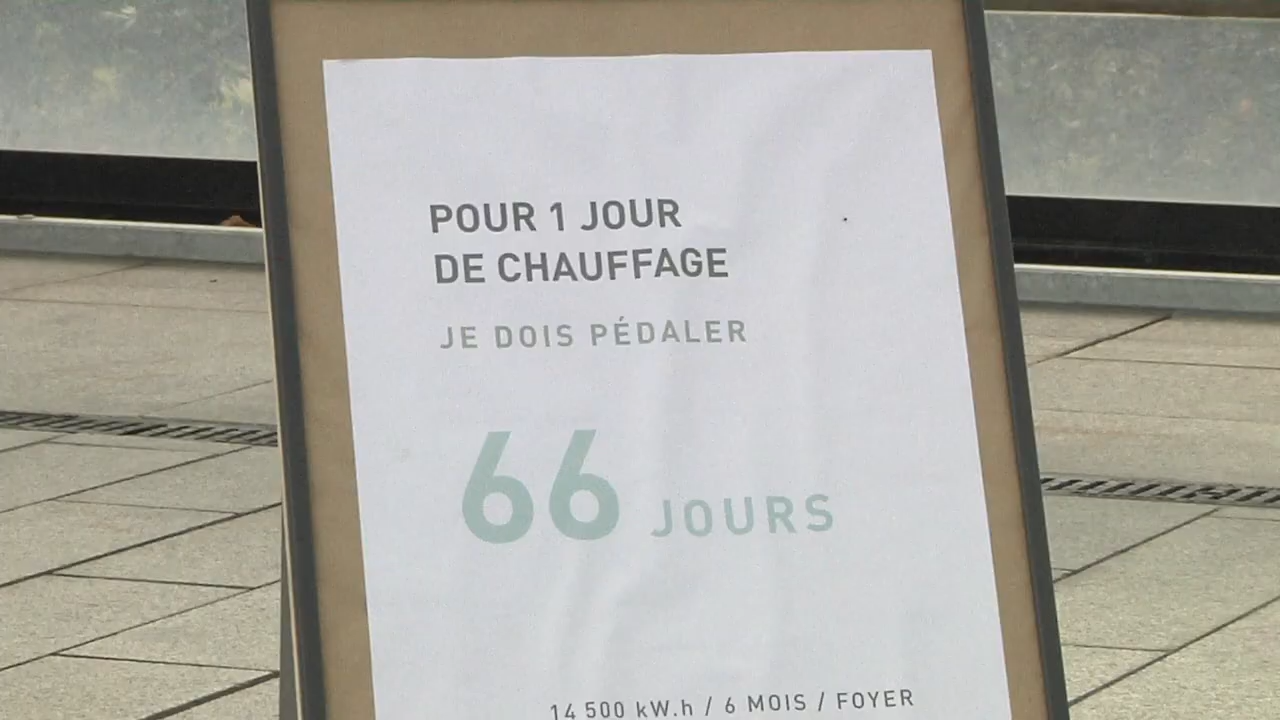 POUR 1 JOUR
DE CHAUFFAGE
JE DOIS PÉDALER
66 JOURS
14 500 kW.h / 6 MOIS / FOYER